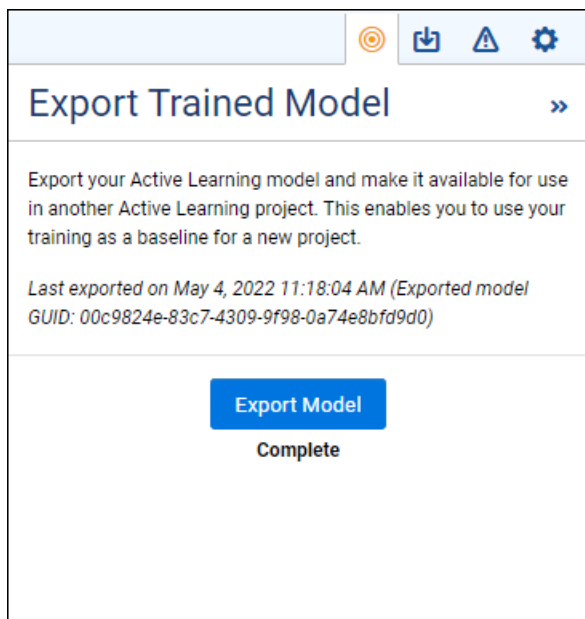 Export Trained Model »
Export your Active Learning model and make it available for use
in another Active Learning project. This enables you to use your
training as a baseline for a new project.
Last exported on May 4, 2022 11:18:04 AM (Exported model
GUID: 00c9824e-83c7-4309-9f98-0a74e8bfd9d0)
Export Model
Complete